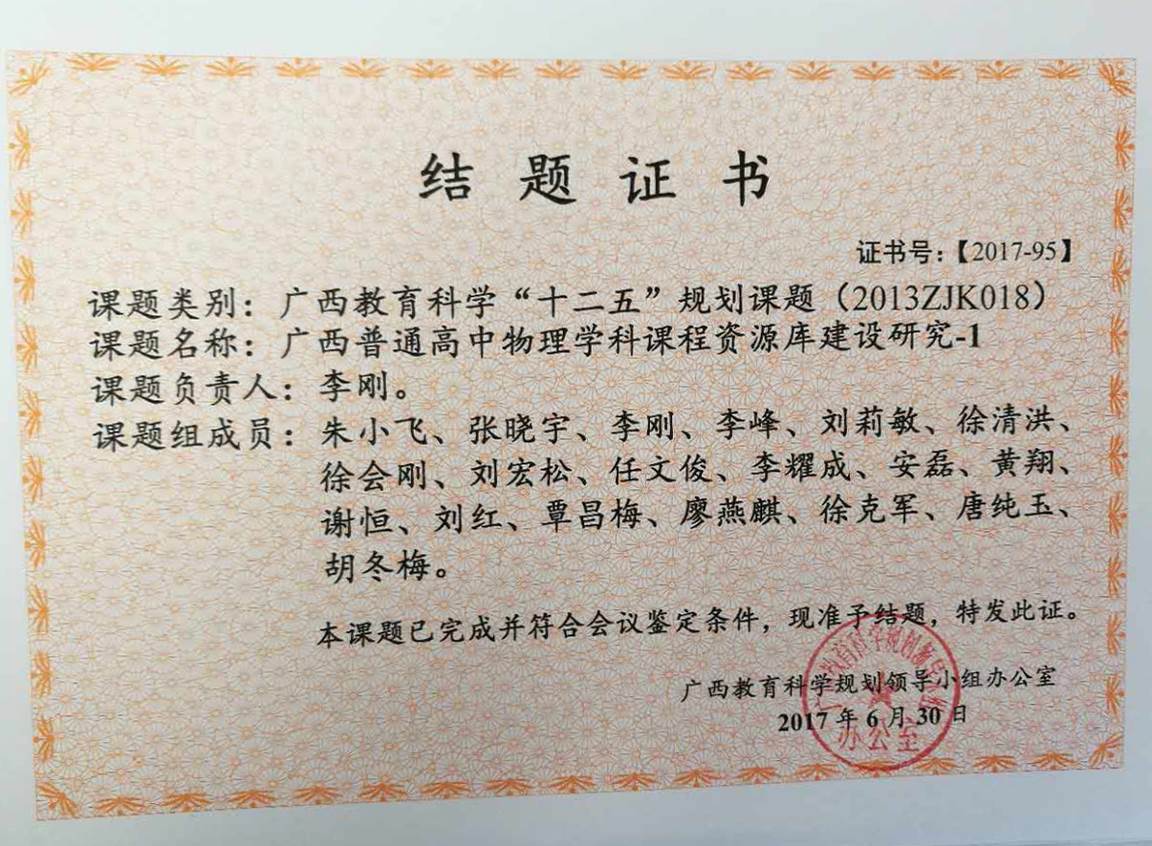 结题证书
证书号：【2017-95】
课题类别：广西教育科学“十二五”规划课题（2013ZJK018）
课题名称：广西普通高中物理学科课程资源库建设研究-1
课题负责人：李刚。
课题组成员：朱小飞、张晓宇、李刚、李峰、刘莉敏、徐清洪、
徐会刚、刘宏松、任文俊、李耀成、安磊、黄翔、
谢恒、刘红、覃昌梅、廖燕麒、徐克军、唐纯玉、
胡冬梅。
本课题已完成并符合会议鉴定条件，现准予结题，特发此证。
广西教育科学规划领导小组办公室
2017年6月30日
办公室